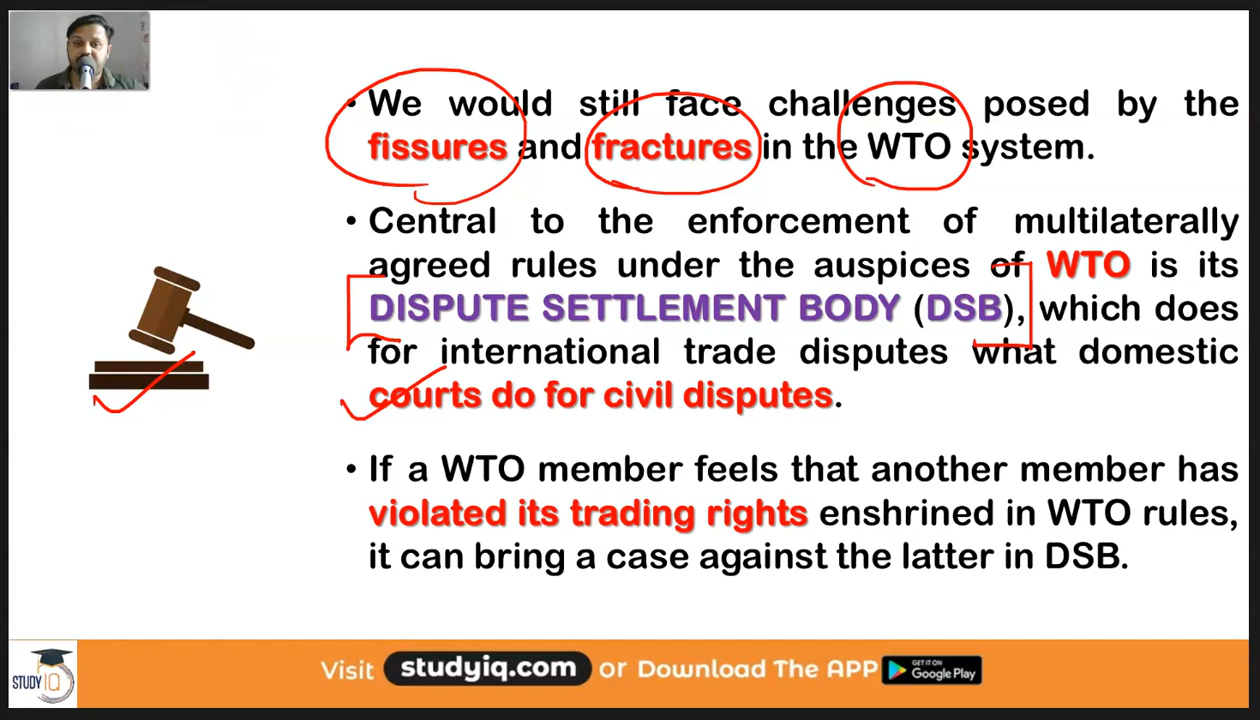 • We would still face challenges posed by the
fissures and fractures in the WTO system.
• Central to the enforcement of multilaterally
agreed rules under the auspices of WTO is its
DISPUTE SETTLEMENT BODY (DSB), which does
for international trade disputes what domestic
courts do for civil disputes.
• If a WTO member feels that another member has
violated its trading rights enshrined in WTO rules,
it can bring a case against the latter in DSB.
STUDY IQ
Visit studyiq.com or Download The APP
GET IT ON
Google Play